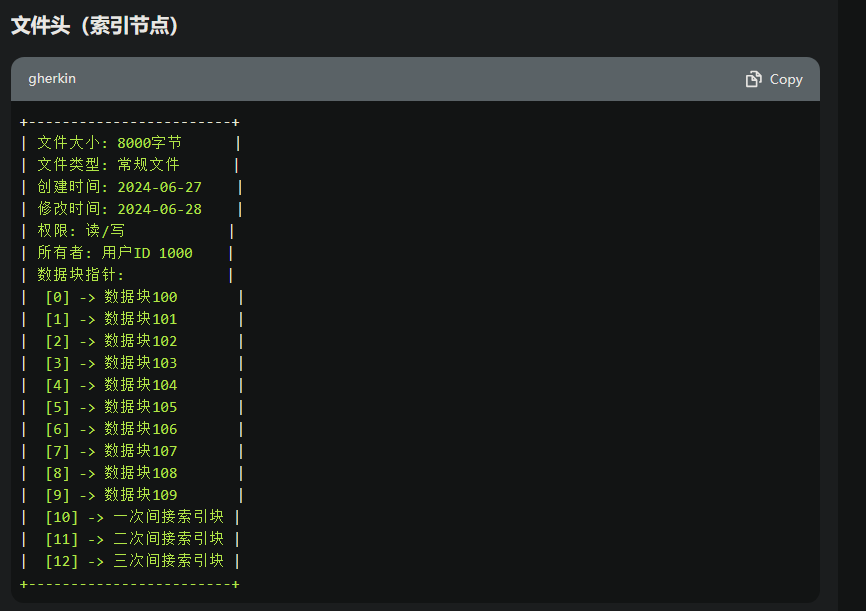 文件头（索引节点）
gherkin
Copy
+------------------------+
| 文件大小: 8000字节      |
| 文件类型: 常规文件      |
| 创建时间: 2024-06-27    |
| 修改时间: 2024-06-28    |
| 权限: 读/写            |
| 所有者: 用户ID 1000    |
| 数据块指针:            |
|  [0] -> 数据块100       |
|  [1] -> 数据块101       |
|  [2] -> 数据块102       |
|  [3] -> 数据块103       |
|  [4] -> 数据块104       |
|  [5] -> 数据块105       |
|  [6] -> 数据块106       |
|  [7] -> 数据块107       |
|  [8] -> 数据块108       |
|  [9] -> 数据块109       |
|  [10] -> 一次间接索引块 |
|  [11] -> 二次间接索引块 |
|  [12] -> 三次间接索引块 |
+------------------------+